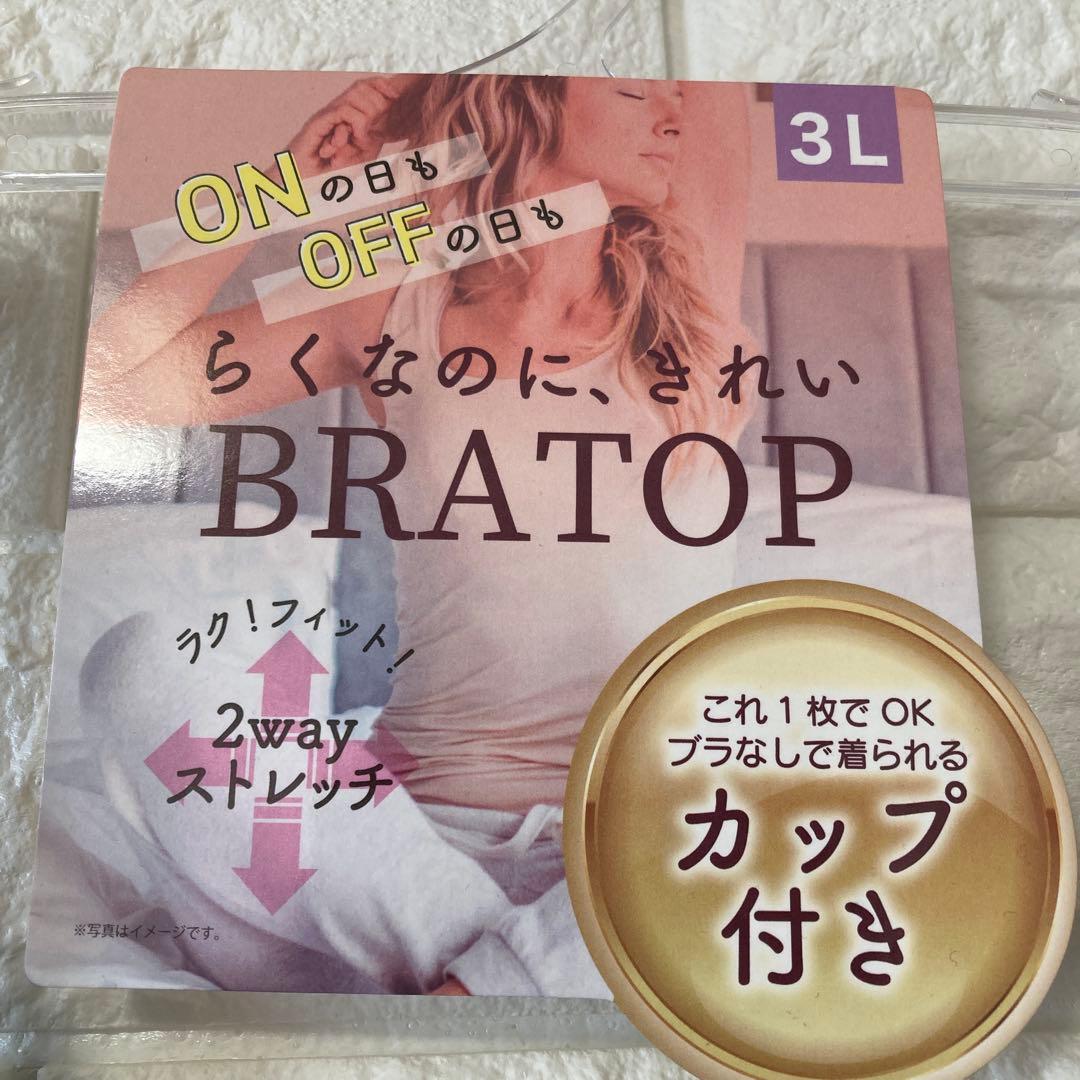 3L
ONの日も
OFFの日も
らくなのに、きれい
BRATOP
ラク！フィット！
2way
ストレッチ
これ1枚でOK
ブラなしで着られる
カップ
付き
※写真はイメージです。